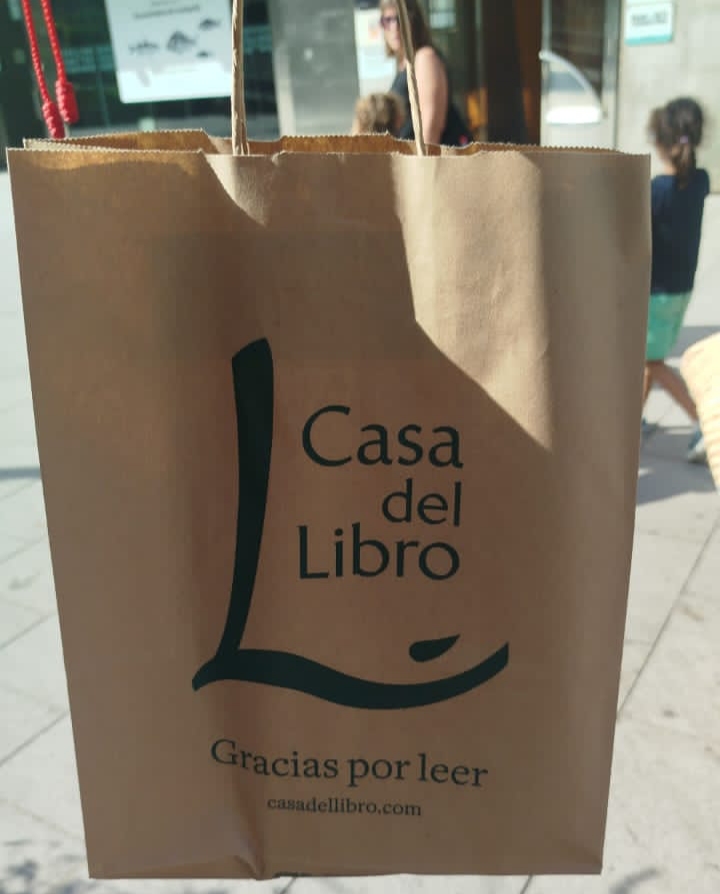 Casa
del
Libro
Gracias por leer
casadellibro.com